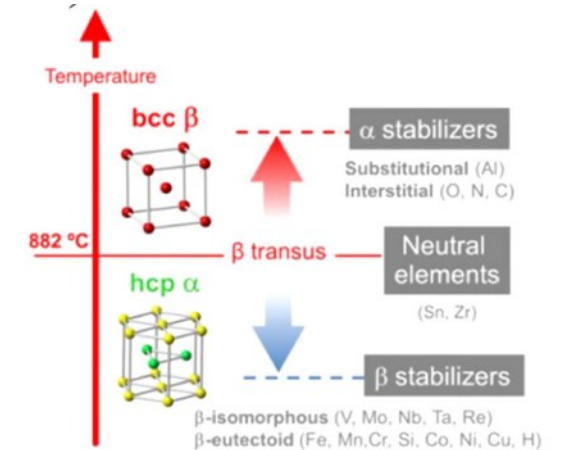 Temperature
bcc β
α stabilizers
Substitutional (Al)
Interstitial (O, N, C)
882 ºC
β transus
Neutral
elements
(Sn, Zr)
hcp α
β stabilizers
β-isomorphous (V, Mo, Nb, Ta, Re)
β-eutectoid (Fe, Mn,Cr, Si, Co, Ni, Cu, H)